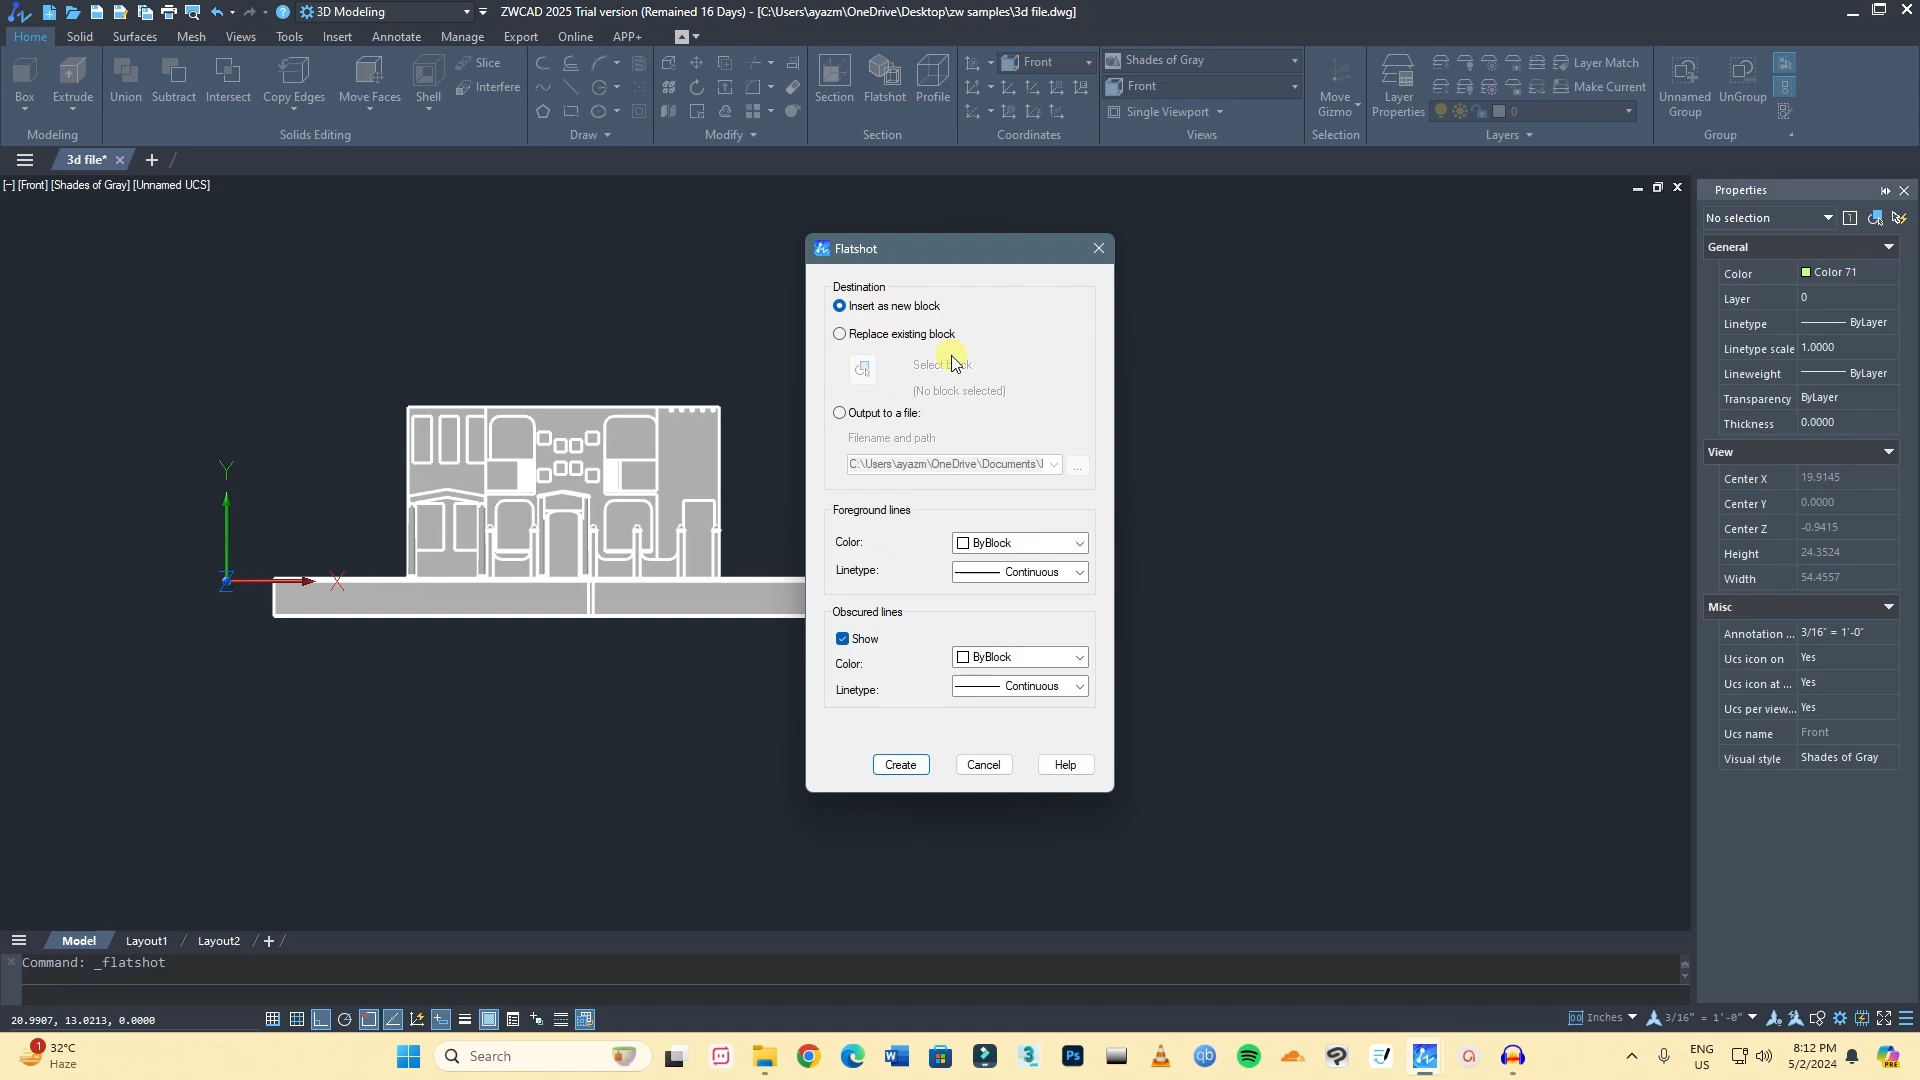 3D Modeling
ZWCAD 2025 Trial version (Remained 16 Days) - [C:\Users\ayazm\OneDrive\Desktop\zw samples\3d file.dwg]
Home Solid Surfaces Mesh Views Tools Insert Annotate Manage Export Online APP+
Box Extrude Union Subtract Intersect Copy Edges Move Faces Shell Slice Interfere
Section Flatshot Profile
Front
Shades of Gray
Front
Single Viewport
Move Gizmo
Layer Properties
Layer Match
Make Current
0
Unnamed Group
UnGroup
Modeling Solids Editing Draw Modify Section Coordinates Views Selection Layers Group
3d file*
[-] [Front] [Shades of Gray] [Unnamed UCS]
Y
X
Z
Flatshot
Destination
Insert as new block
Replace existing block
Select block
(No block selected)
Output to a file:
Filename and path
C:\Users\ayazm\OneDrive\Documents\
...
Foreground lines
Color: ByBlock
Linetype: Continuous
Obscured lines
Show
Color: ByBlock
Linetype: Continuous
Create Cancel Help
Properties
No selection
General
Color Color 71
Layer 0
Linetype ByLayer
Linetype scale 1.0000
Lineweight ByLayer
Transparency ByLayer
Thickness 0.0000
View
Center X 19.9145
Center Y 0.0000
Center Z -0.9415
Height 24.3524
Width 54.4557
Misc
Annotation ... 3/16" = 1'-0"
Ucs icon on Yes
Ucs icon at ... Yes
Ucs per view... Yes
Ucs name Front
Visual style Shades of Gray
Model Layout1 Layout2
Command: _flatshot
20.9907, 13.0213, 0.0000
Inches
3/16" = 1'-0"
1
32°C
Haze
Search
Ps
qb
ENG
US
8:12 PM
5/2/2024
PRE